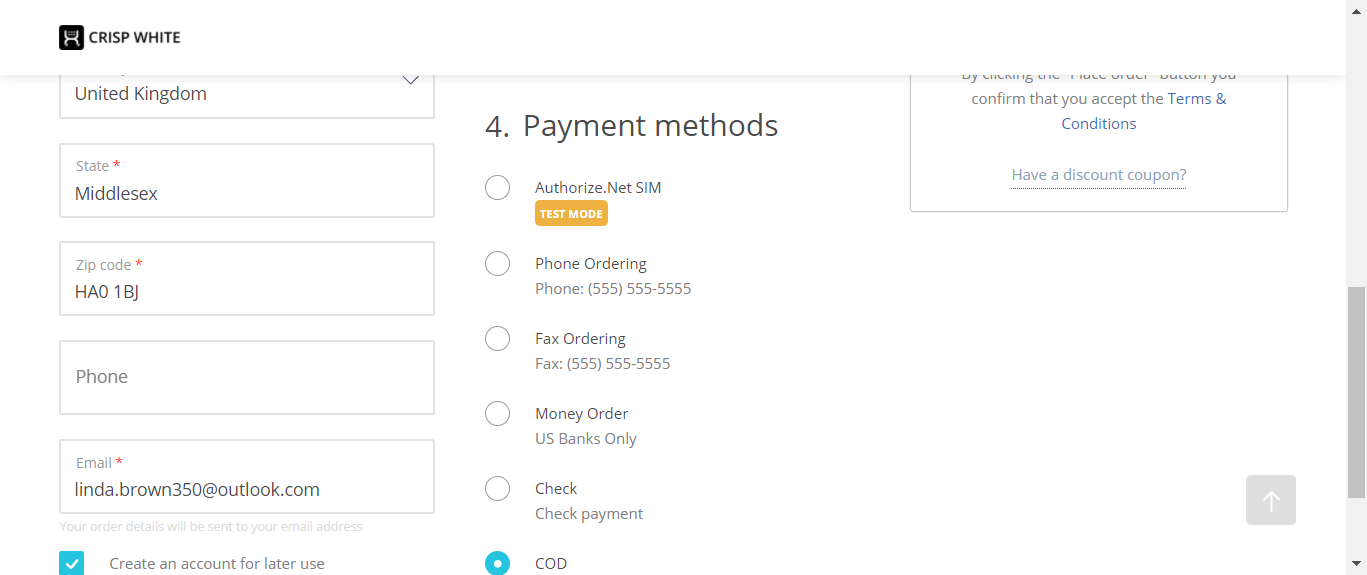 CRISP WHITE
United Kingdom
State *
Middlesex
Zip code *
HA0 1BJ
Phone
Email *
linda.brown350@outlook.com
Your order details will be sent to your email address
Create an account for later use
4. Payment methods
Authorize.Net SIM
TEST MODE
Phone Ordering
Phone: (555) 555-5555
Fax Ordering
Fax: (555) 555-5555
Money Order
US Banks Only
Check
Check payment
COD
By clicking the "Place order" button you
confirm that you accept the Terms &
Conditions
Have a discount coupon?